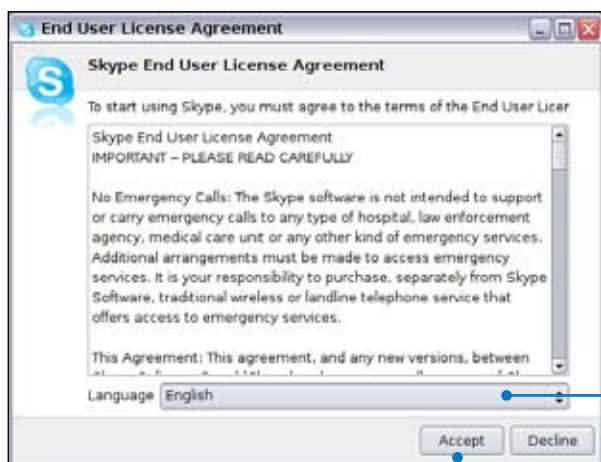 End User License Agreement
Skype End User License Agreement
To start using Skype, you must agree to the terms of the End User Licer
Skype End User License Agreement
IMPORTANT – PLEASE READ CAREFULLY
No Emergency Calls: The Skype software is not intended to support
or carry emergency calls to any type of hospital, law enforcement
agency, medical care unit or any other kind of emergency services.
Additional arrangements must be made to access emergency
services. It is your responsibility to purchase, separately from Skype
Software, traditional wireless or landline telephone service that
offers access to emergency services.
This Agreement: This agreement, and any new versions, between
Language English
Accept Decline